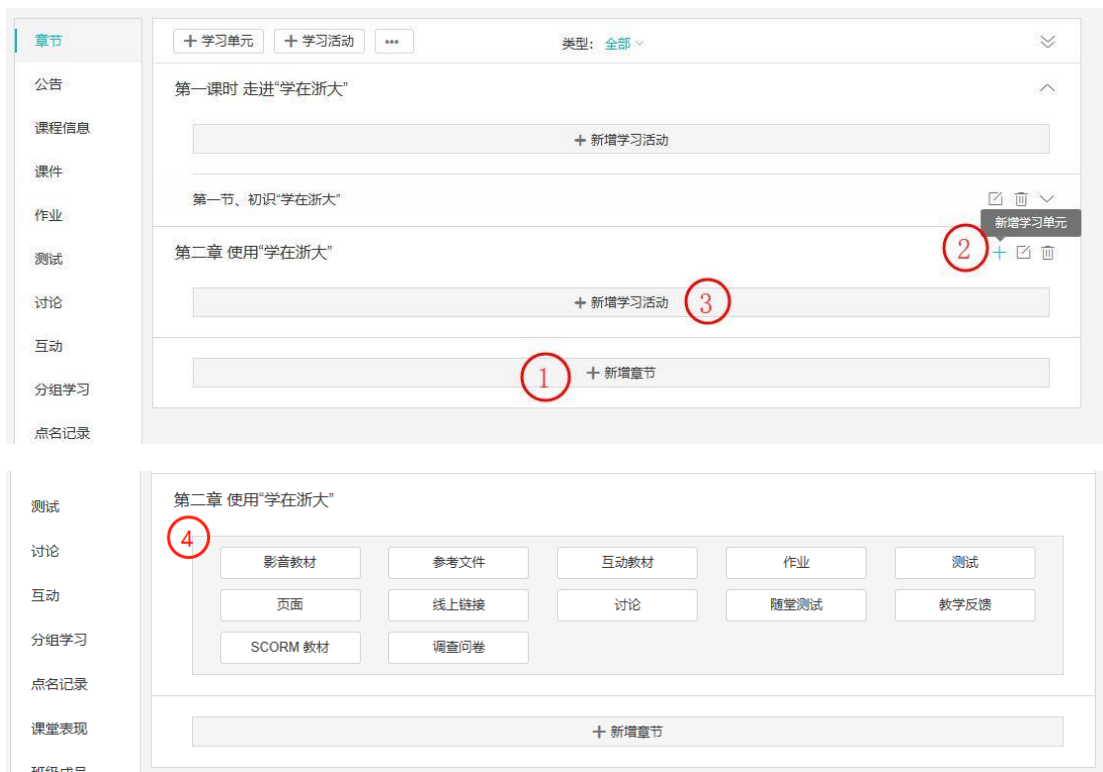 章节
+ 学习单元 + 学习活动 ••• 类型: 全部
公告
第一课时 走进“学在浙大”
课程信息
+ 新增学习活动
课件
第一节、初识“学在浙大”
作业
新增学习单元
第二章 使用“学在浙大”
2
+
测试
讨论
+ 新增学习活动
3
互动
1
+ 新增章节
分组学习
点名记录
测试
第二章 使用“学在浙大”
4
讨论
影音教材 参考文件 互动教材 作业 测试
互动
页面 线上链接 讨论 随堂测试 教学反馈
分组学习
SCORM 教材 调查问卷
点名记录
课堂表现
+ 新增章节
班级成员